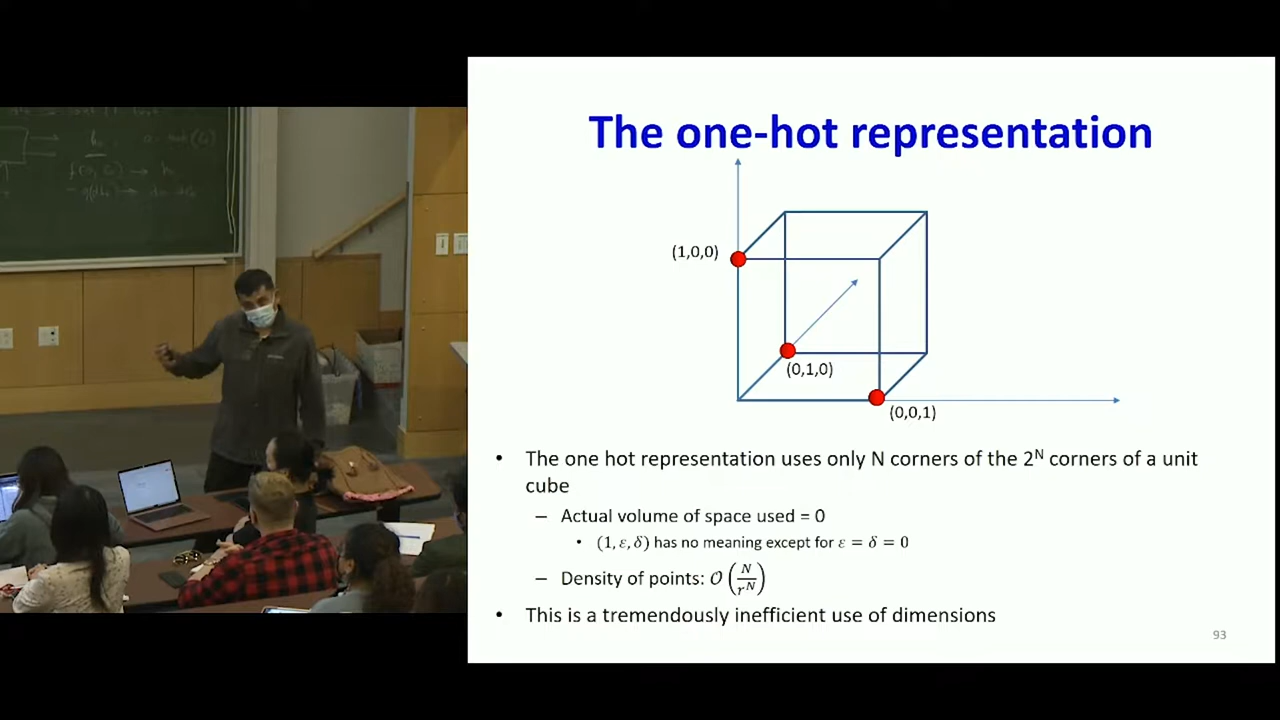 The one-hot representation
(1,0,0)
(0,1,0)
(0,0,1)
• The one hot representation uses only N corners of the 2ᴺ corners of a unit
cube
– Actual volume of space used = 0
• (1, ε, δ) has no meaning except for ε = δ = 0
– Density of points: 𝒪(N/rᴺ)
• This is a tremendously inefficient use of dimensions
93